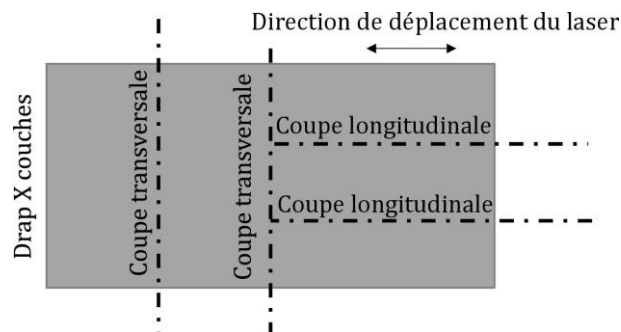 Direction de déplacement du laser
Drap X couches
Coupe transversale
Coupe transversale
Coupe longitudinale
Coupe longitudinale